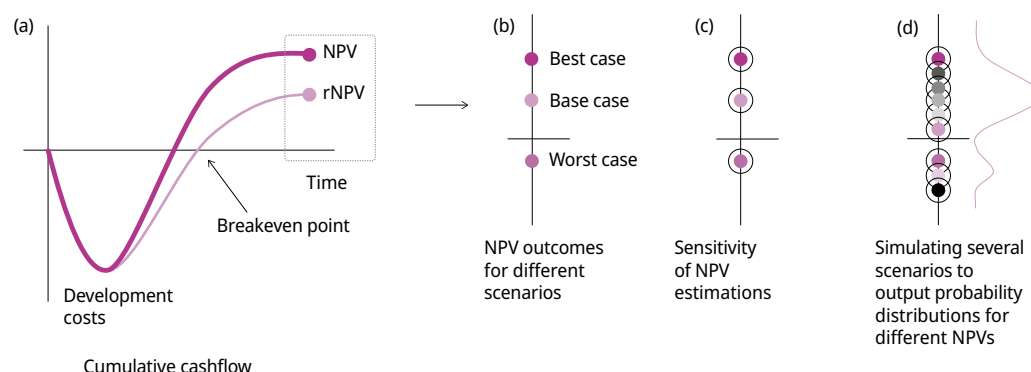 (a)
NPV
rNPV
Time
Breakeven point
Development
costs
Cumulative cashflow
(b)
Best case
Base case
Worst case
NPV outcomes
for different
scenarios
(c)
Sensitivity
of NPV
estimations
(d)
Simulating several
scenarios to
output probability
distributions for
different NPVs